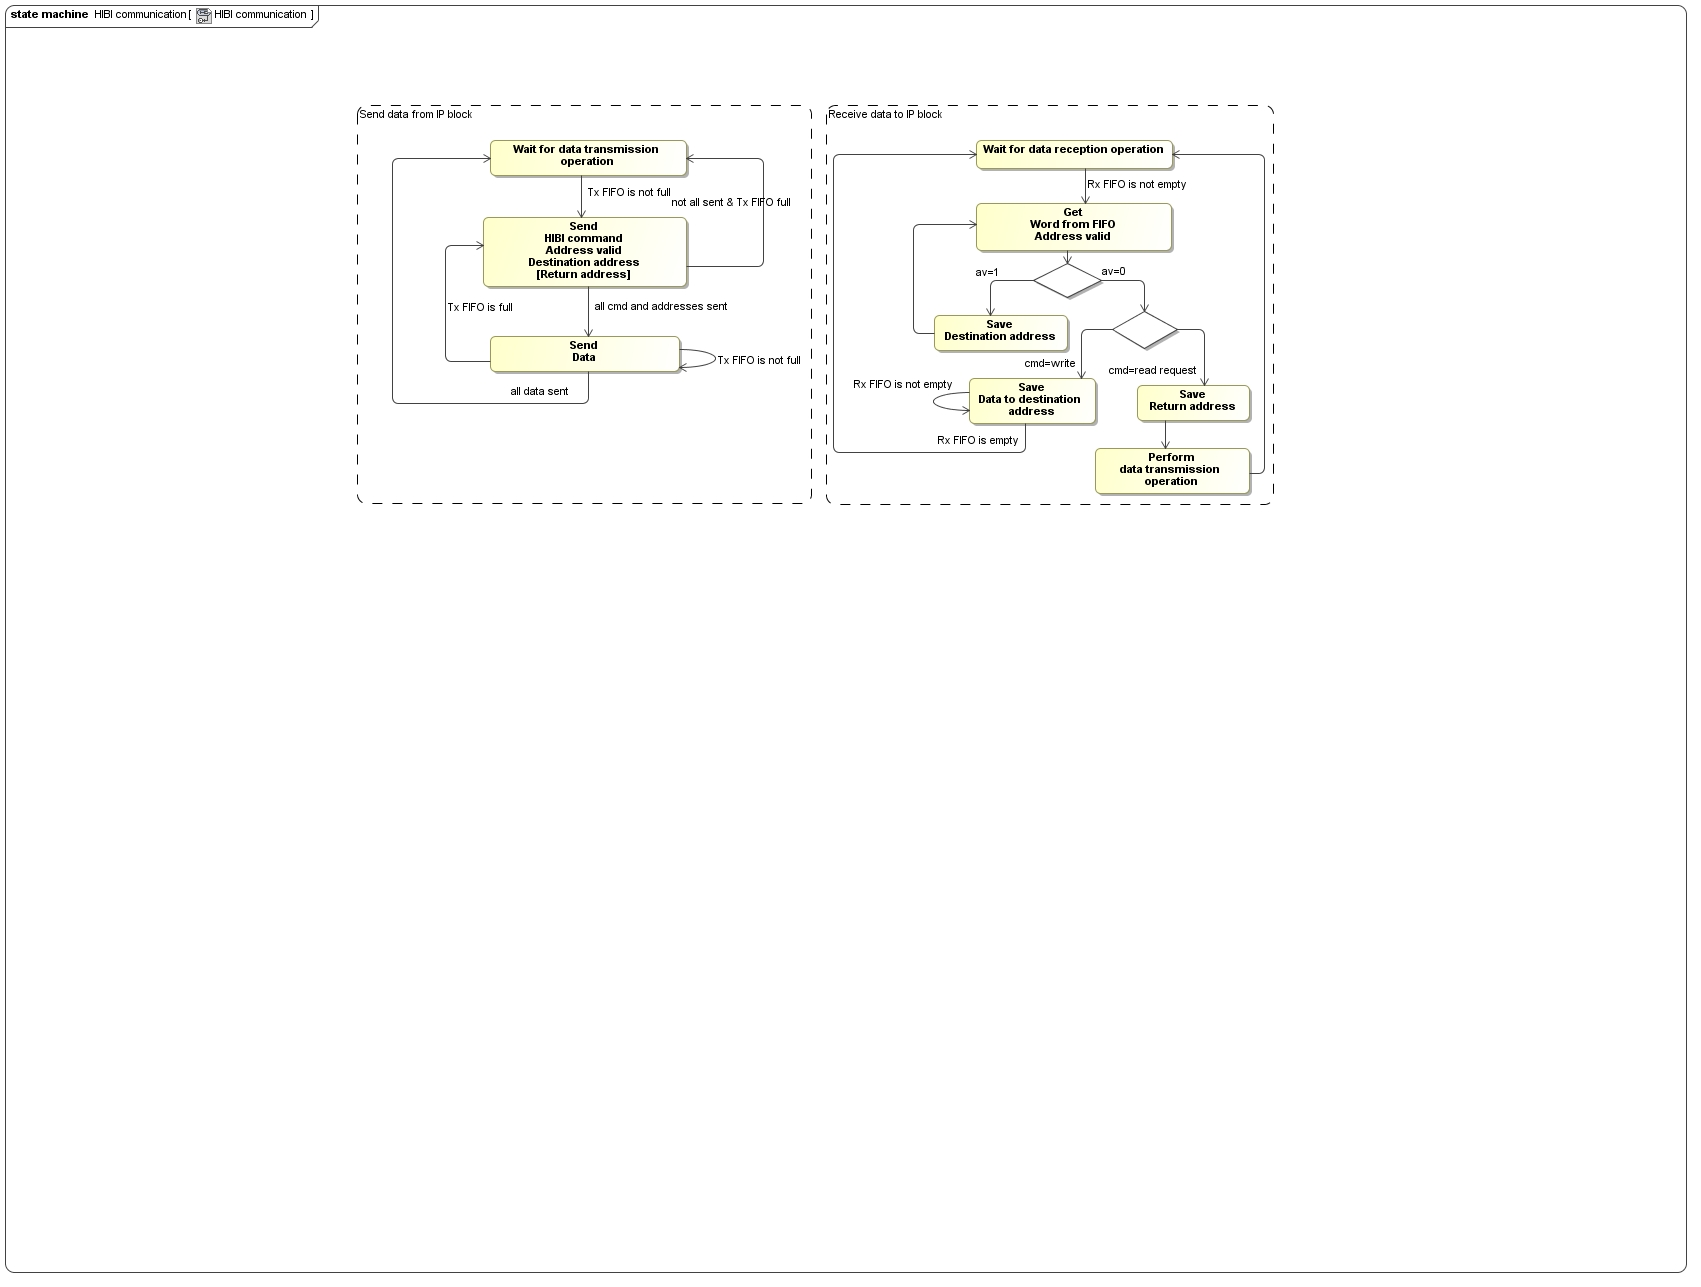 state machine HIBI communication [ HIBI communication ]
Send data from IP block
Wait for data transmission
operation
Tx FIFO is not full
not all sent & Tx FIFO full
Send
HIBI command
Address valid
Destination address
[Return address]
Tx FIFO is full
all cmd and addresses sent
Send
Data
Tx FIFO is not full
all data sent
Receive data to IP block
Wait for data reception operation
Rx FIFO is not empty
Get
Word from FIFO
Address valid
av=1
av=0
Save
Destination address
cmd=write
cmd=read request
Rx FIFO is not empty
Save
Data to destination
address
Save
Return address
Rx FIFO is empty
Perform
data transmission
operation